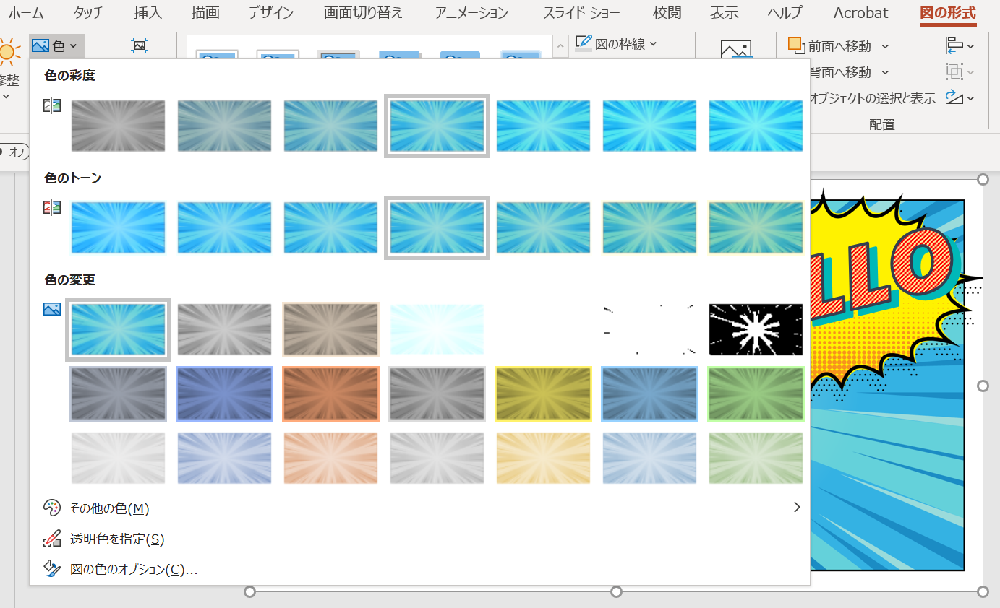 ホーム タッチ 挿入 描画 デザイン 画面切り替え アニメーション スライド ショー 校閲 表示 ヘルプ Acrobat 図の形式
色
図の枠線
前面へ移動
修整
背面へ移動
オブジェクトの選択と表示
配置
オフ
色の彩度
色のトーン
色の変更
その他の色(M)
透明色を指定(S)
図の色のオプション(C)...
LLO